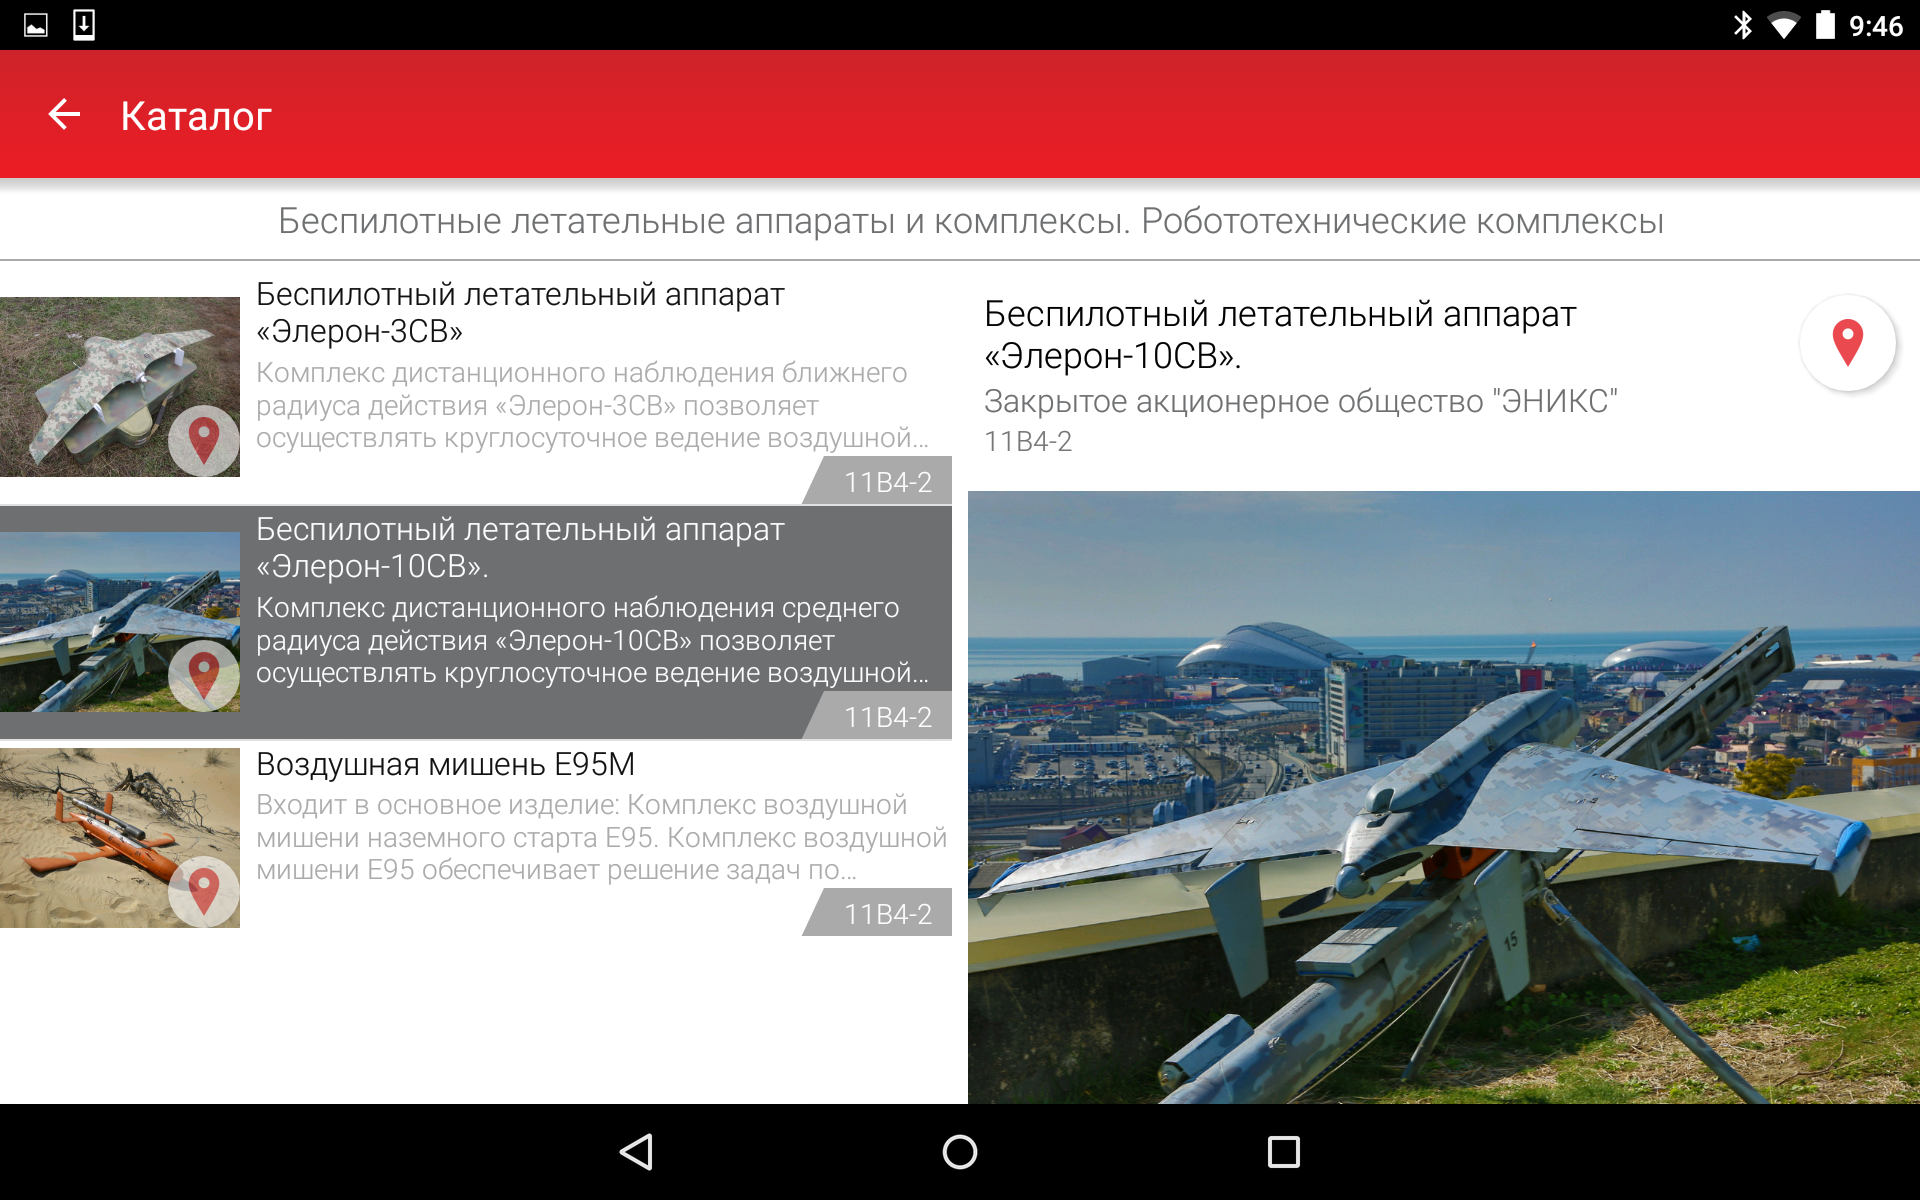 9:46
Каталог
Беспилотные летательные аппараты и комплексы. Робототехнические комплексы
Беспилотный летательный аппарат
«Элерон-3СВ»
Комплекс дистанционного наблюдения ближнего
радиуса действия «Элерон-3СВ» позволяет
осуществлять круглосуточное ведение воздушной…
11В4-2
Беспилотный летательный аппарат
«Элерон-10СВ».
Комплекс дистанционного наблюдения среднего
радиуса действия «Элерон-10СВ» позволяет
осуществлять круглосуточное ведение воздушной…
11В4-2
Воздушная мишень Е95М
Входит в основное изделие: Комплекс воздушной
мишени наземного старта Е95. Комплекс воздушной
мишени Е95 обеспечивает решение задач по…
11В4-2
Беспилотный летательный аппарат
«Элерон-10СВ».
Закрытое акционерное общество "ЭНИКС"
11В4-2
15